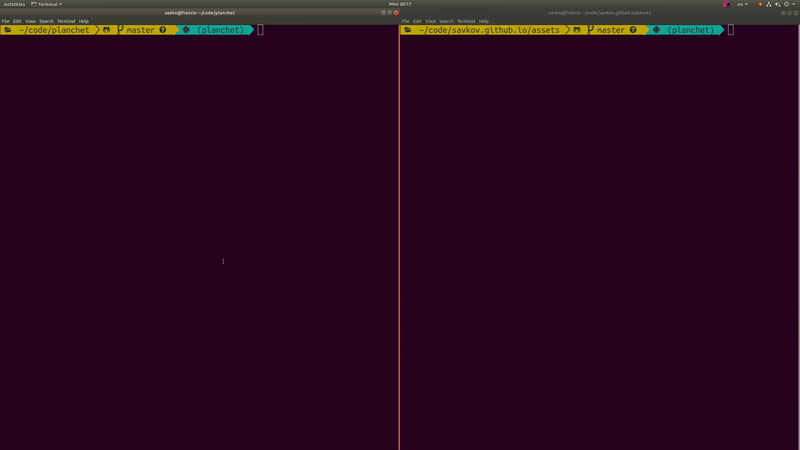 Activities Terminal Mon 00:17 en
sasho@francis: ~/code/planchet
sasho@francis: ~/code/savkov.github.io/assets
File Edit View Search Terminal Help
File Edit View Search Terminal Help
~/code/planchet master ? (planchet)
~/code/savkov.github.io/assets master ? (planchet)